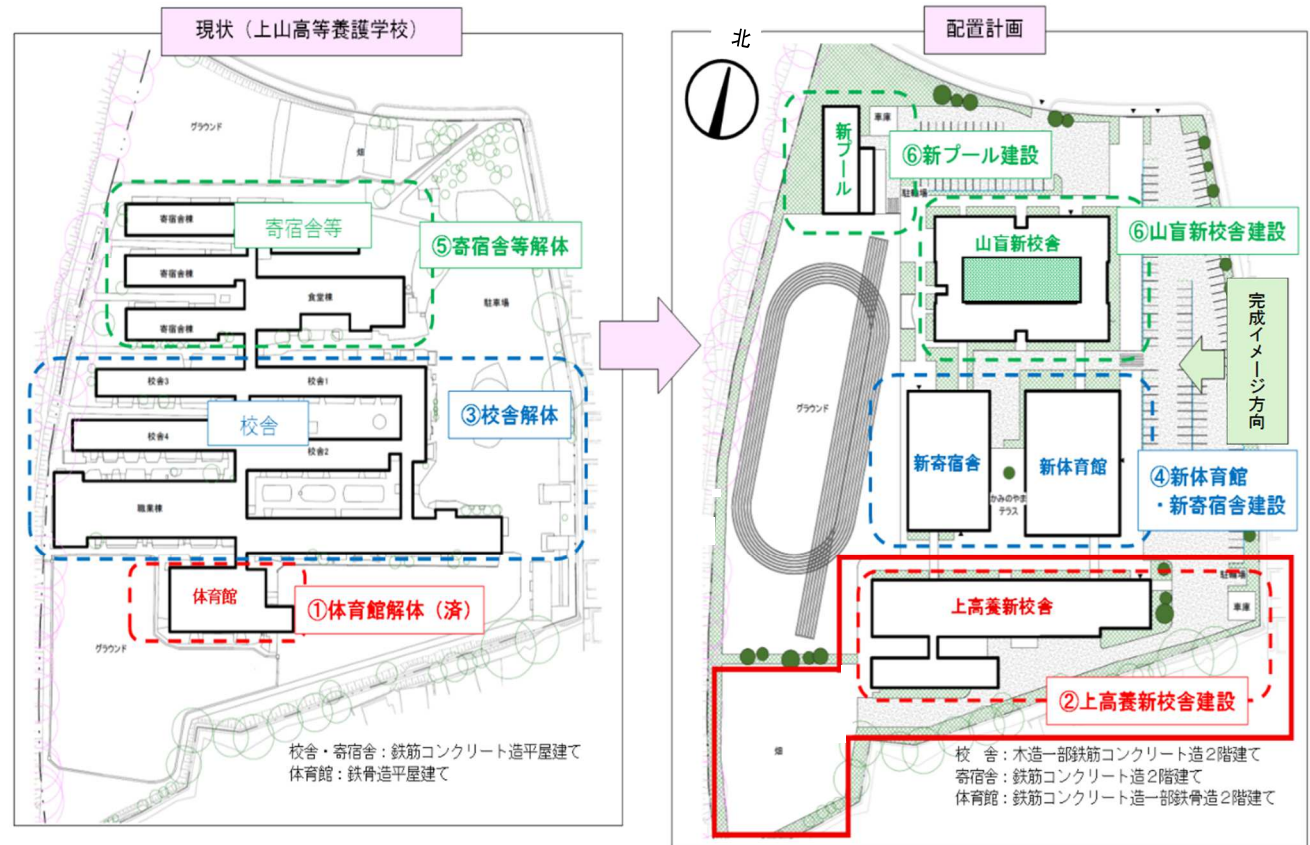 現状（上山高等養護学校）
グラウンド
畑
寄宿舎棟
寄宿舎等
⑤寄宿舎等解体
寄宿舎棟
食堂棟
駐車場
寄宿舎棟
校舎3
校舎1
③校舎解体
校舎
校舎4
校舎2
職業棟
体育館
①体育館解体（済）
グラウンド
校舎・寄宿舎：鉄筋コンクリート造平屋建て
体育館：鉄骨造平屋建て
配置計画
北
車庫
新プール
⑥新プール建設
駐輪場
山盲新校舎
⑥山盲新校舎建設
完成イメージ方向
グラウンド
新寄宿舎
新体育館
④新体育館
・新寄宿舎建設
かみのやま
テラス
駐輪場
車庫
上高養新校舎
②上高養新校舎建設
畑
校　舎：木造一部鉄筋コンクリート造２階建て
寄宿舎：鉄筋コンクリート造２階建て
体育館：鉄筋コンクリート造一部鉄骨造２階建て